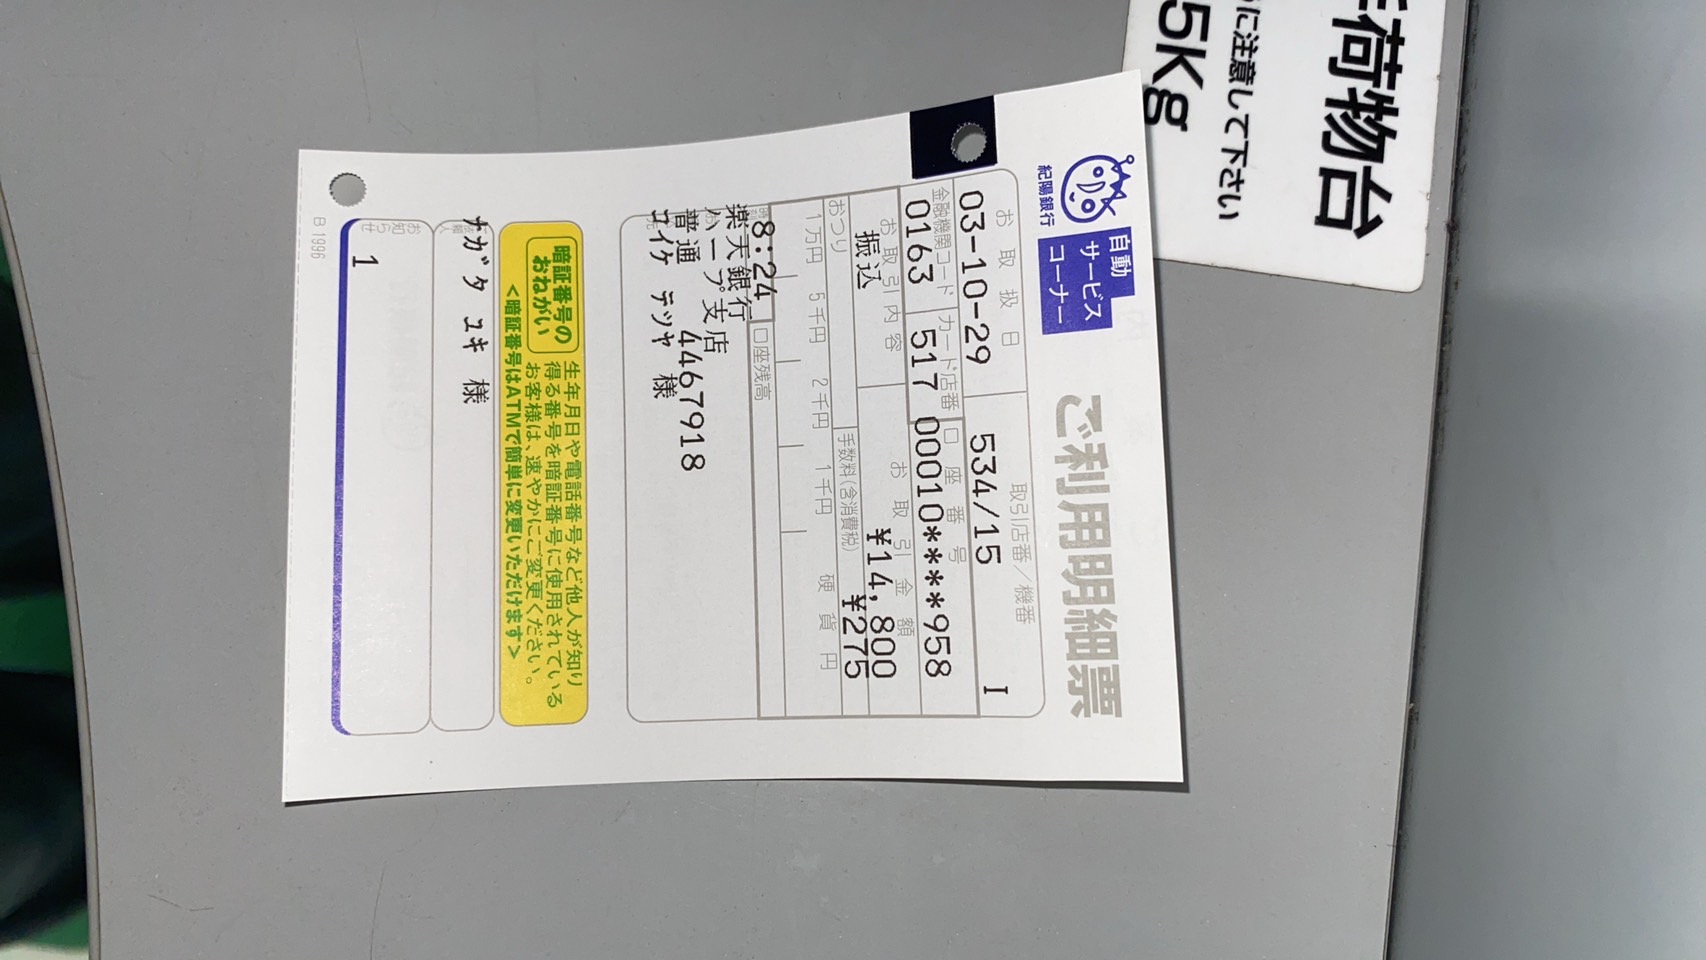 手荷物台
に注意して下さい
5Kg
紀陽銀行
自動
サービス
コーナー
ご利用明細票
お取扱日
取引店番／機番
03-10-29
534/15
I
金融機関コード
カード店番
口座番号
0163
517
00010****958
お取引内容
お取引金額
振込
¥14,800
おつり
手数料(含消費税)
¥275
1万円
5千円
2千円
1千円
硬貨
円
8:24
口座残高
楽天銀行
ハープ支店
普通 4467918
コイケ テツヤ 様
暗証番号の
おねがい
生年月日や電話番号など他人が知り
得る番号を暗証番号に使用されている
お客様は、速やかにご変更ください。
<暗証番号はATMで簡単に変更いただけます>
ナガタ ユキ 様
お知らせ
1
B 1996